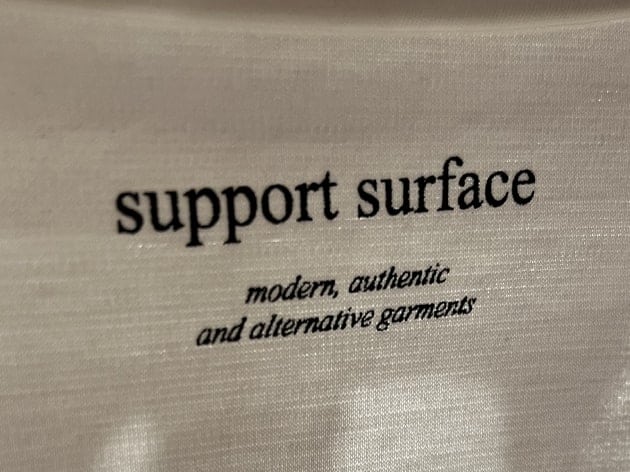 support surface
modern, authentic
and alternative garments